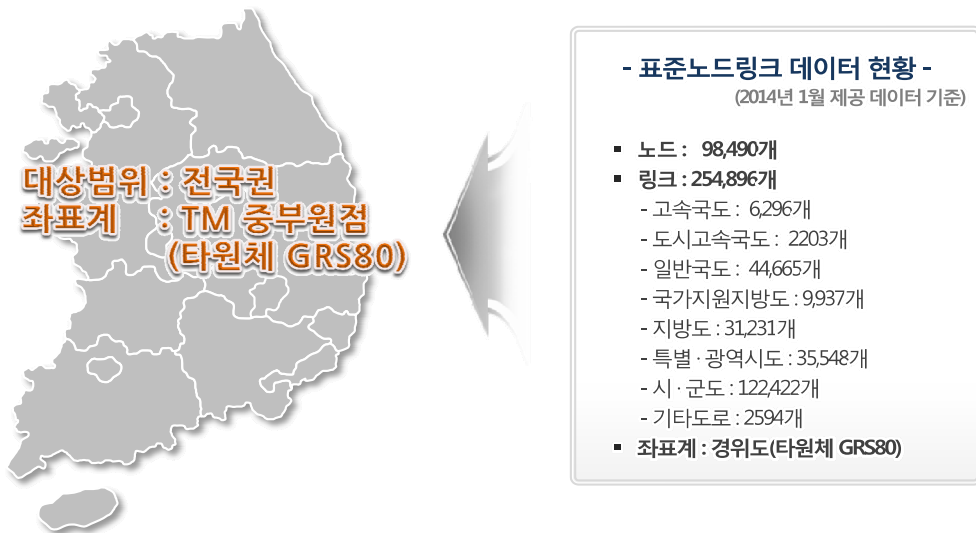 대상범위 : 전국권
좌표계 : TM 중부원점
(타원체 GRS80)
- 표준노드링크 데이터 현황 -
(2014년 1월 제공 데이터 기준)
▪ 노드 : 98,490개
▪ 링크 : 254,896개
- 고속국도 : 6,296개
- 도시고속국도 : 2203개
- 일반국도 : 44,665개
- 국가지원지방도 : 9,937개
- 지방도 : 31,231개
- 특별 · 광역시도 : 35,548개
- 시 · 군도 : 122,422개
- 기타도로 : 2594개
▪ 좌표계 : 경위도(타원체 GRS80)